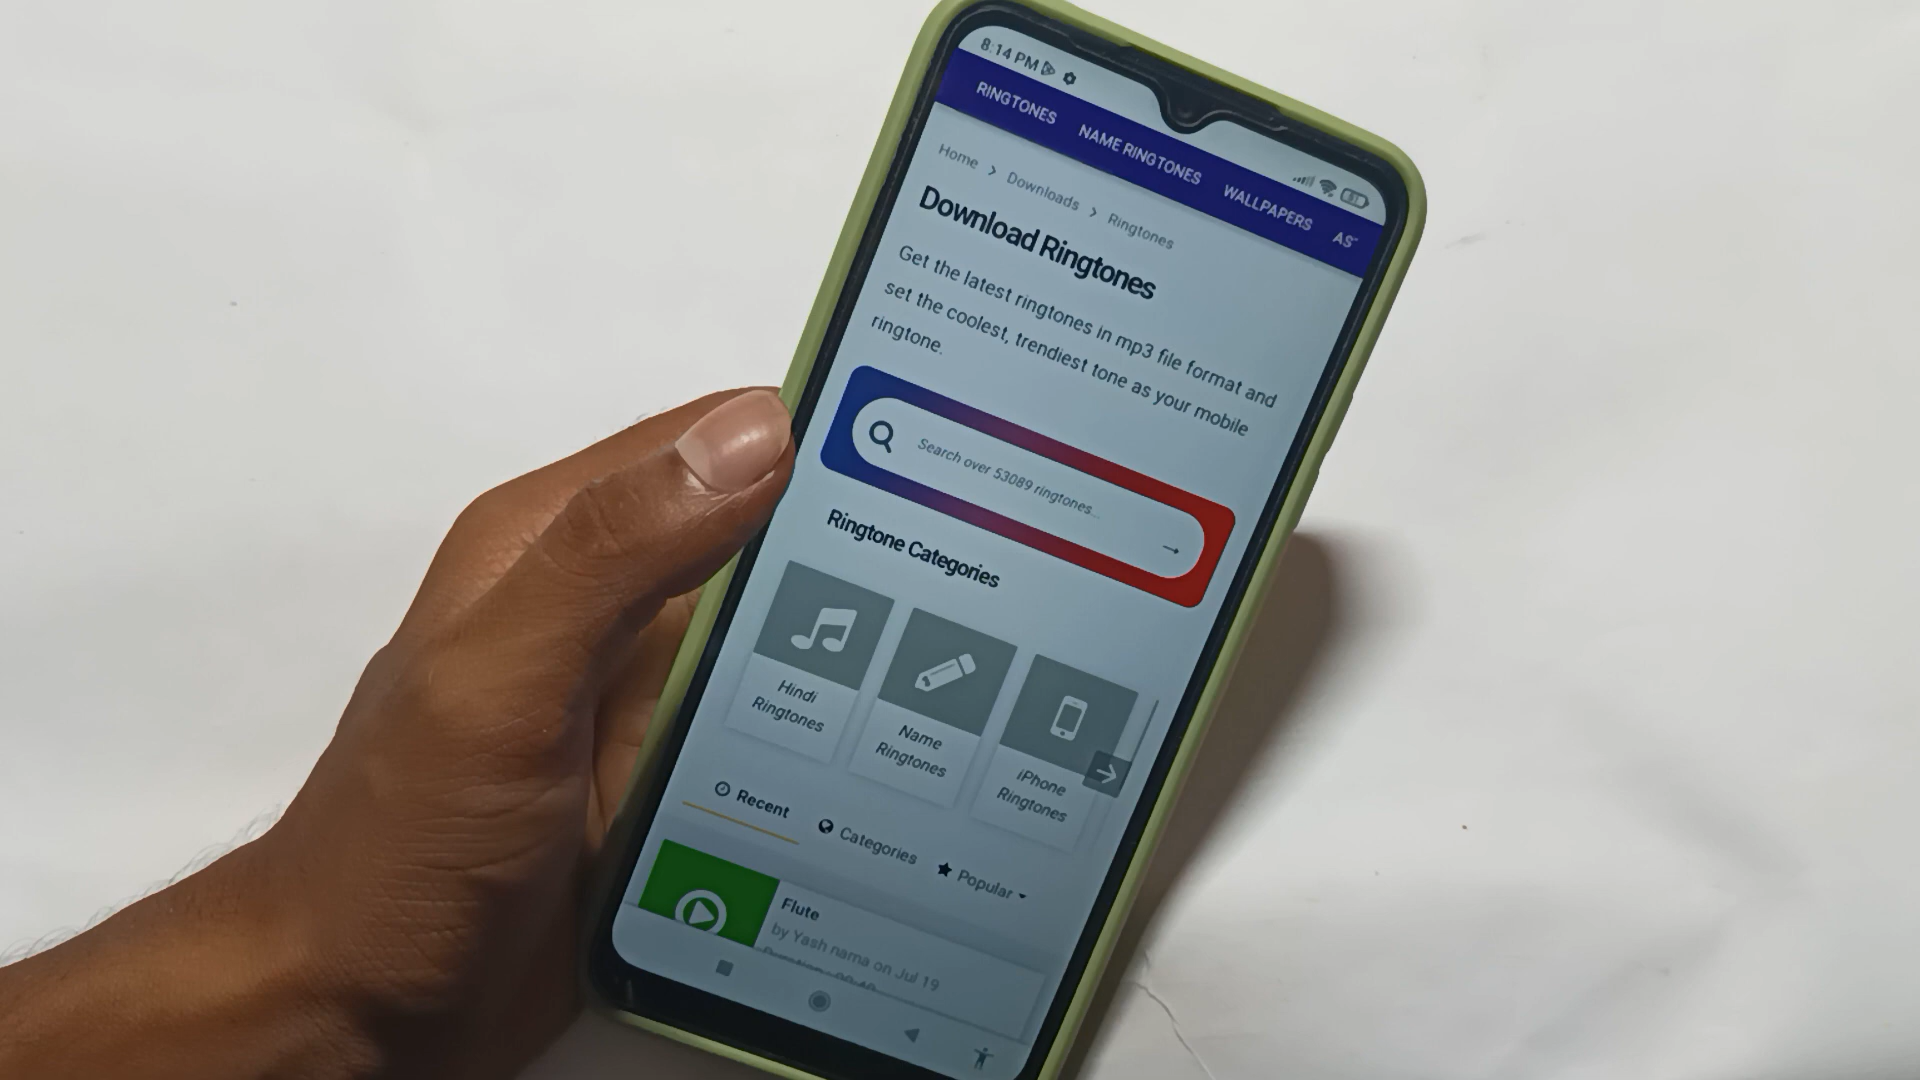 8:14 PM
RINGTONES NAME RINGTONES WALLPAPERS AS
Home > Downloads > Ringtones
Download Ringtones
Get the latest ringtones in mp3 file format and
set the coolest, trendiest tone as your mobile
ringtone.
Search over 53089 ringtones...
Ringtone Categories
Hindi
Ringtones
Name
Ringtones
iPhone
Ringtones
Recent
Categories
Popular
Flute
by Yash nama on Jul 19